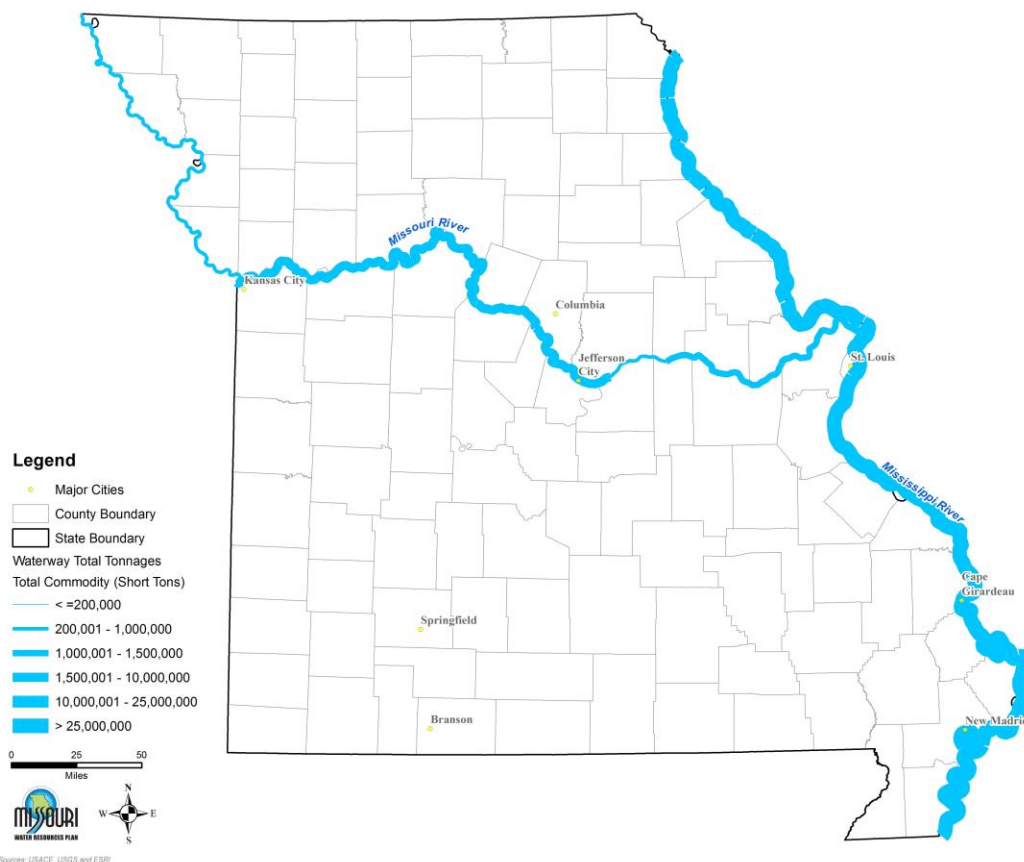 Missouri River
Kansas City
Columbia
Jefferson
City
St. Louis
Mississippi River
Cape
Girardeau
Springfield
Branson
New Madri
Legend
Major Cities
County Boundary
State Boundary
Waterway Total Tonnages
Total Commodity (Short Tons)
< =200,000
200,001 - 1,000,000
1,000,001 - 1,500,000
1,500,001 - 10,000,000
10,000,001 - 25,000,000
> 25,000,000
0 25 50
Miles
MISSOURI
WATER RESOURCES PLAN
N
W E
S
Sources: USACE, USGS and ESRI